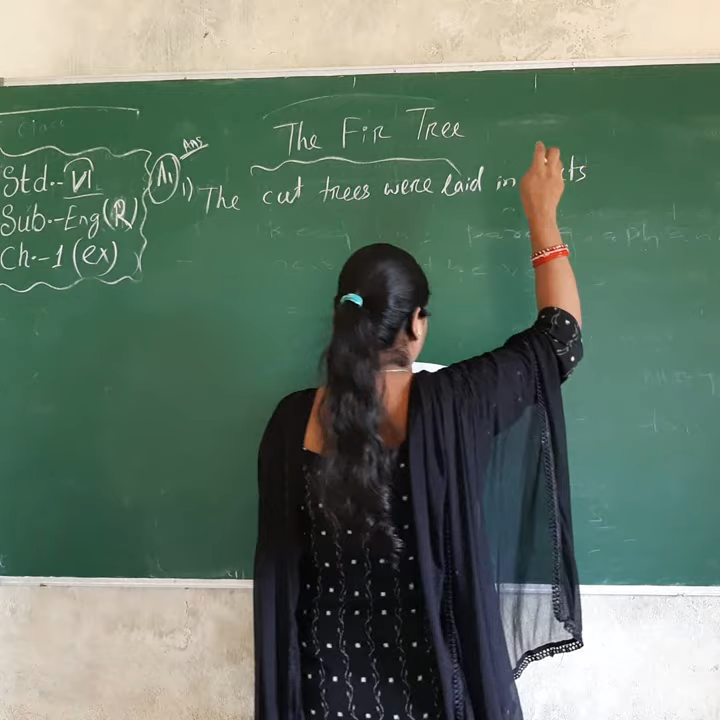 Std.- VI
Sub.- Eng (R)
Ch.- 1 (ex)
The Fir Tree
Ans
A1
1) The cut trees were laid in